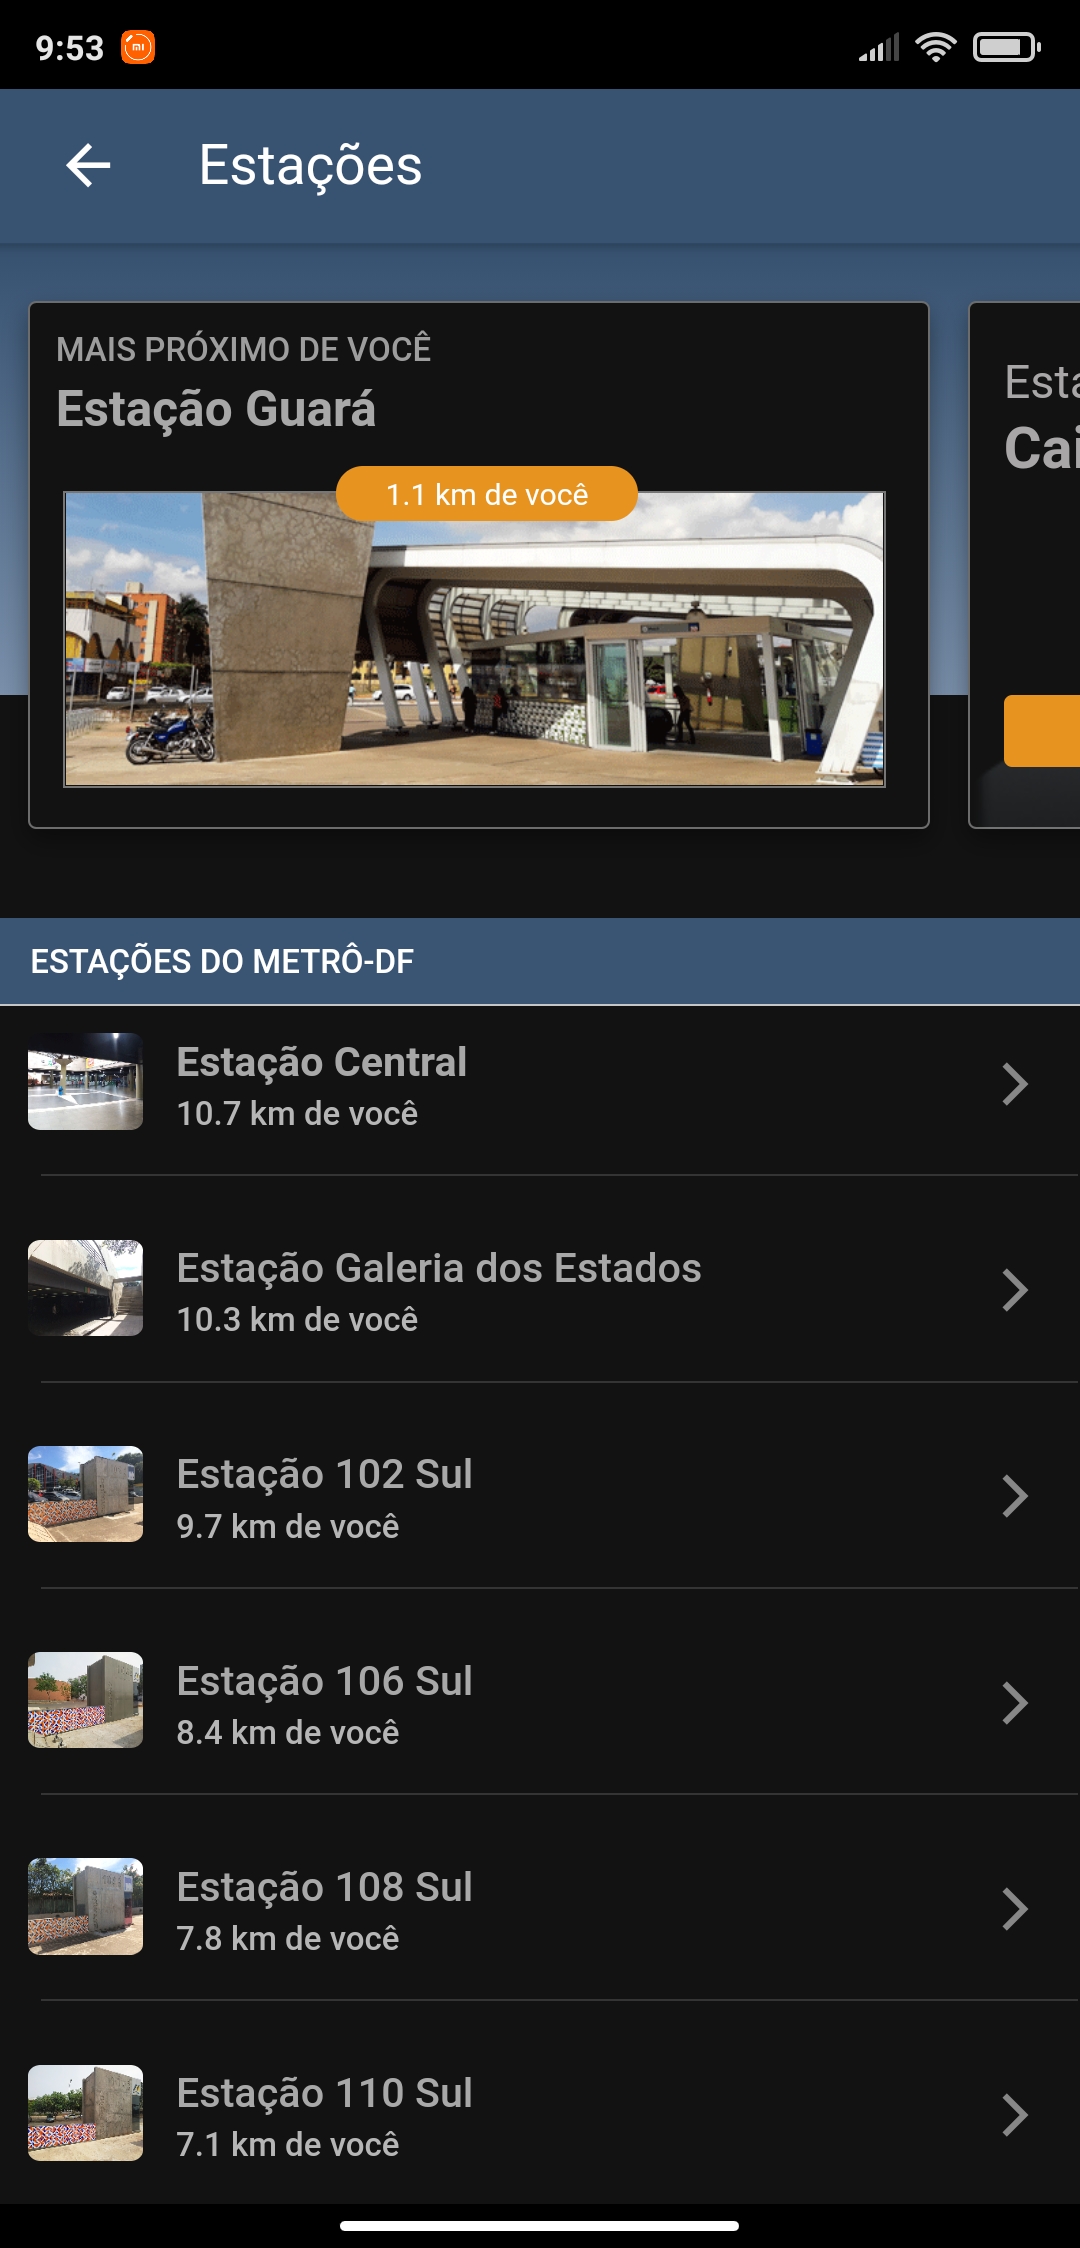 9:53
Estações
MAIS PRÓXIMO DE VOCÊ
Estação Guará
1.1 km de você
ESTAÇÕES DO METRÔ-DF
Estação Central
10.7 km de você
Estação Galeria dos Estados
10.3 km de você
Estação 102 Sul
9.7 km de você
Estação 106 Sul
8.4 km de você
Estação 108 Sul
7.8 km de você
Estação 110 Sul
7.1 km de você